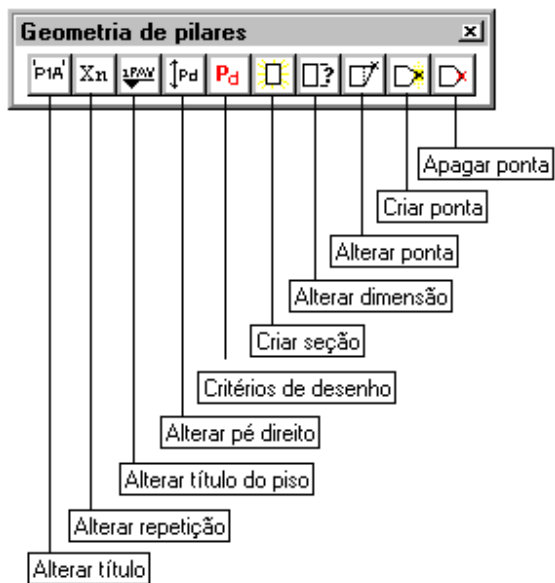 Geometria de pilares
'P1A' Xn 1PAV Pd Pd ?
Apagar ponta
Criar ponta
Alterar ponta
Alterar dimensão
Criar seção
Critérios de desenho
Alterar pé direito
Alterar título do piso
Alterar repetição
Alterar título